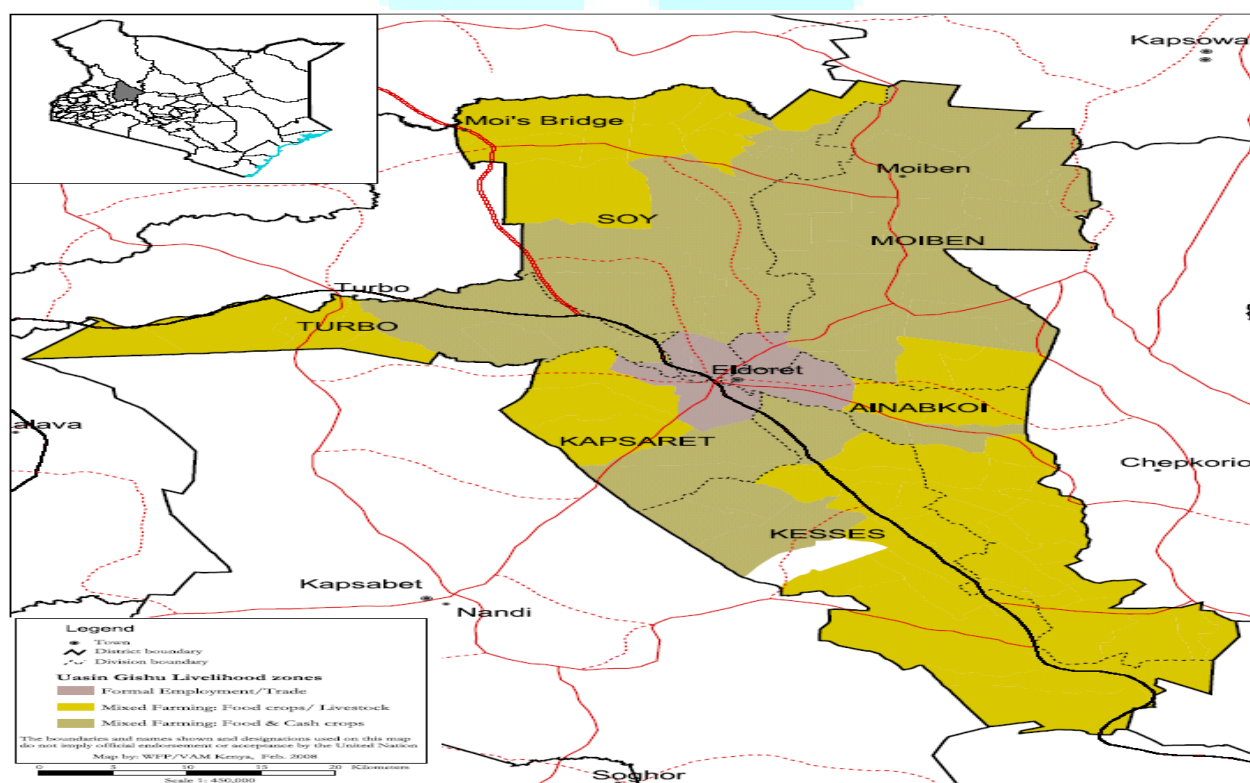 Kapsowa
Moi's Bridge
Moiben
SOY
MOIBEN
Turbo
TURBO
Eldoret
AINABKOI
alava
KAPSARET
Chepkorio
KESSES
Kapsabet
Nandi
Legend
Town
District boundary
Division boundary
Uasin Gishu Livelihood zones
Formal Employment/Trade
Mixed Farming: Food crops/ Livestock
Mixed Farming: Food & Cash crops
The boundaries and names shown and designations used on this map
do not imply official endorsement or acceptance by the United Nation
Map by: WFP/VAM Kenya, Feb. 2008
0 5 10 15 20 Kilometers
Scale 1: 450,000
Soghor